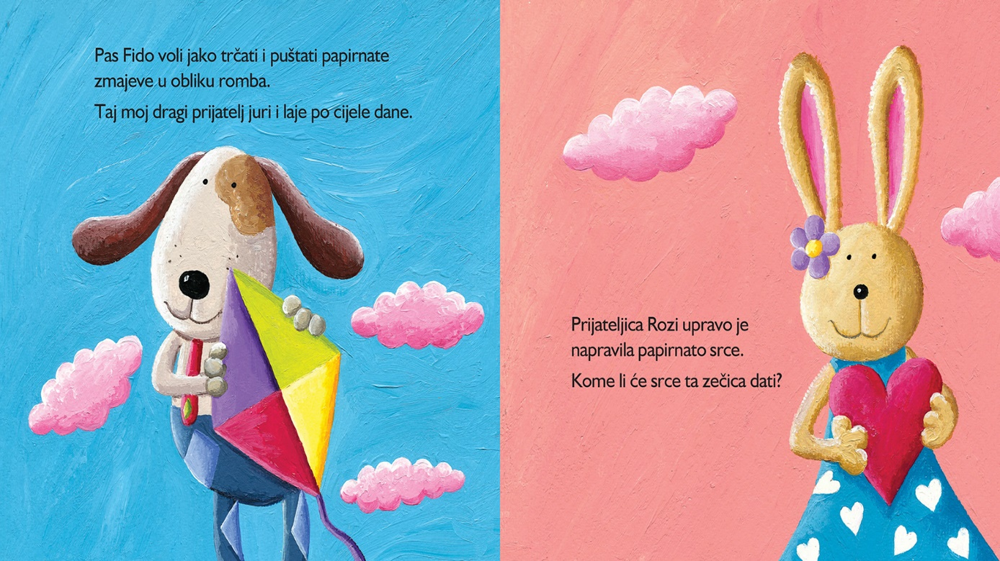 Pas Fido voli jako trčati i puštati papirnate
zmajeve u obliku romba.
Taj moj dragi prijatelj juri i laje po cijele dane.
Prijateljica Rozi upravo je
napravila papirnato srce.
Kome li će srce ta zečica dati?